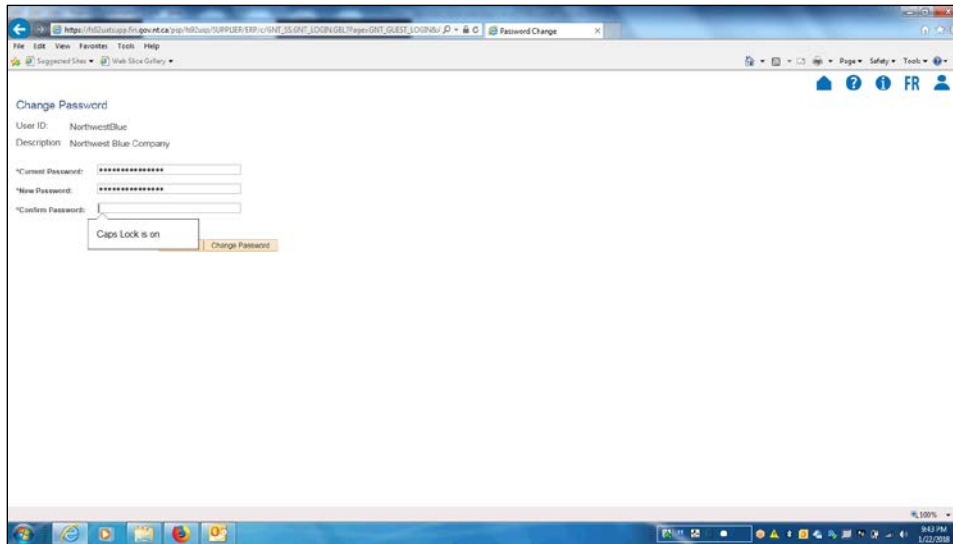 Password Change
File Edit View Favorites Tools Help
Suggested Sites Web Slice Gallery
Page Safety Tools
FR
Change Password
User ID: NorthwestBlue
Description Northwest Blue Company
*Current Password: ●●●●●●●●●●●●●●●
*New Password: ●●●●●●●●●●●●●●●
*Confirm Password:
Caps Lock is on
Change Password
100%
9:43 PM
1/22/2018